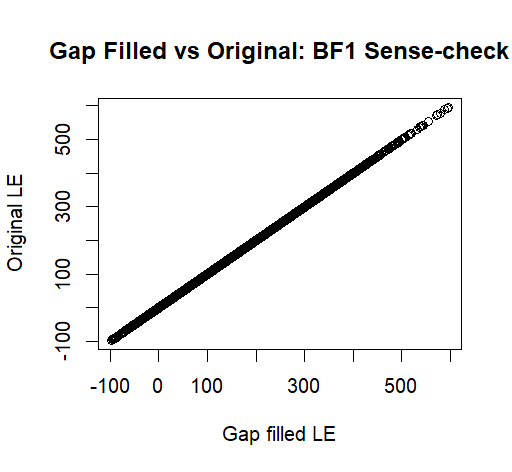 Gap Filled vs Original: BF1 Sense-check
Original LE
500
300
100
-100
-100 0 100 300 500
Gap filled LE